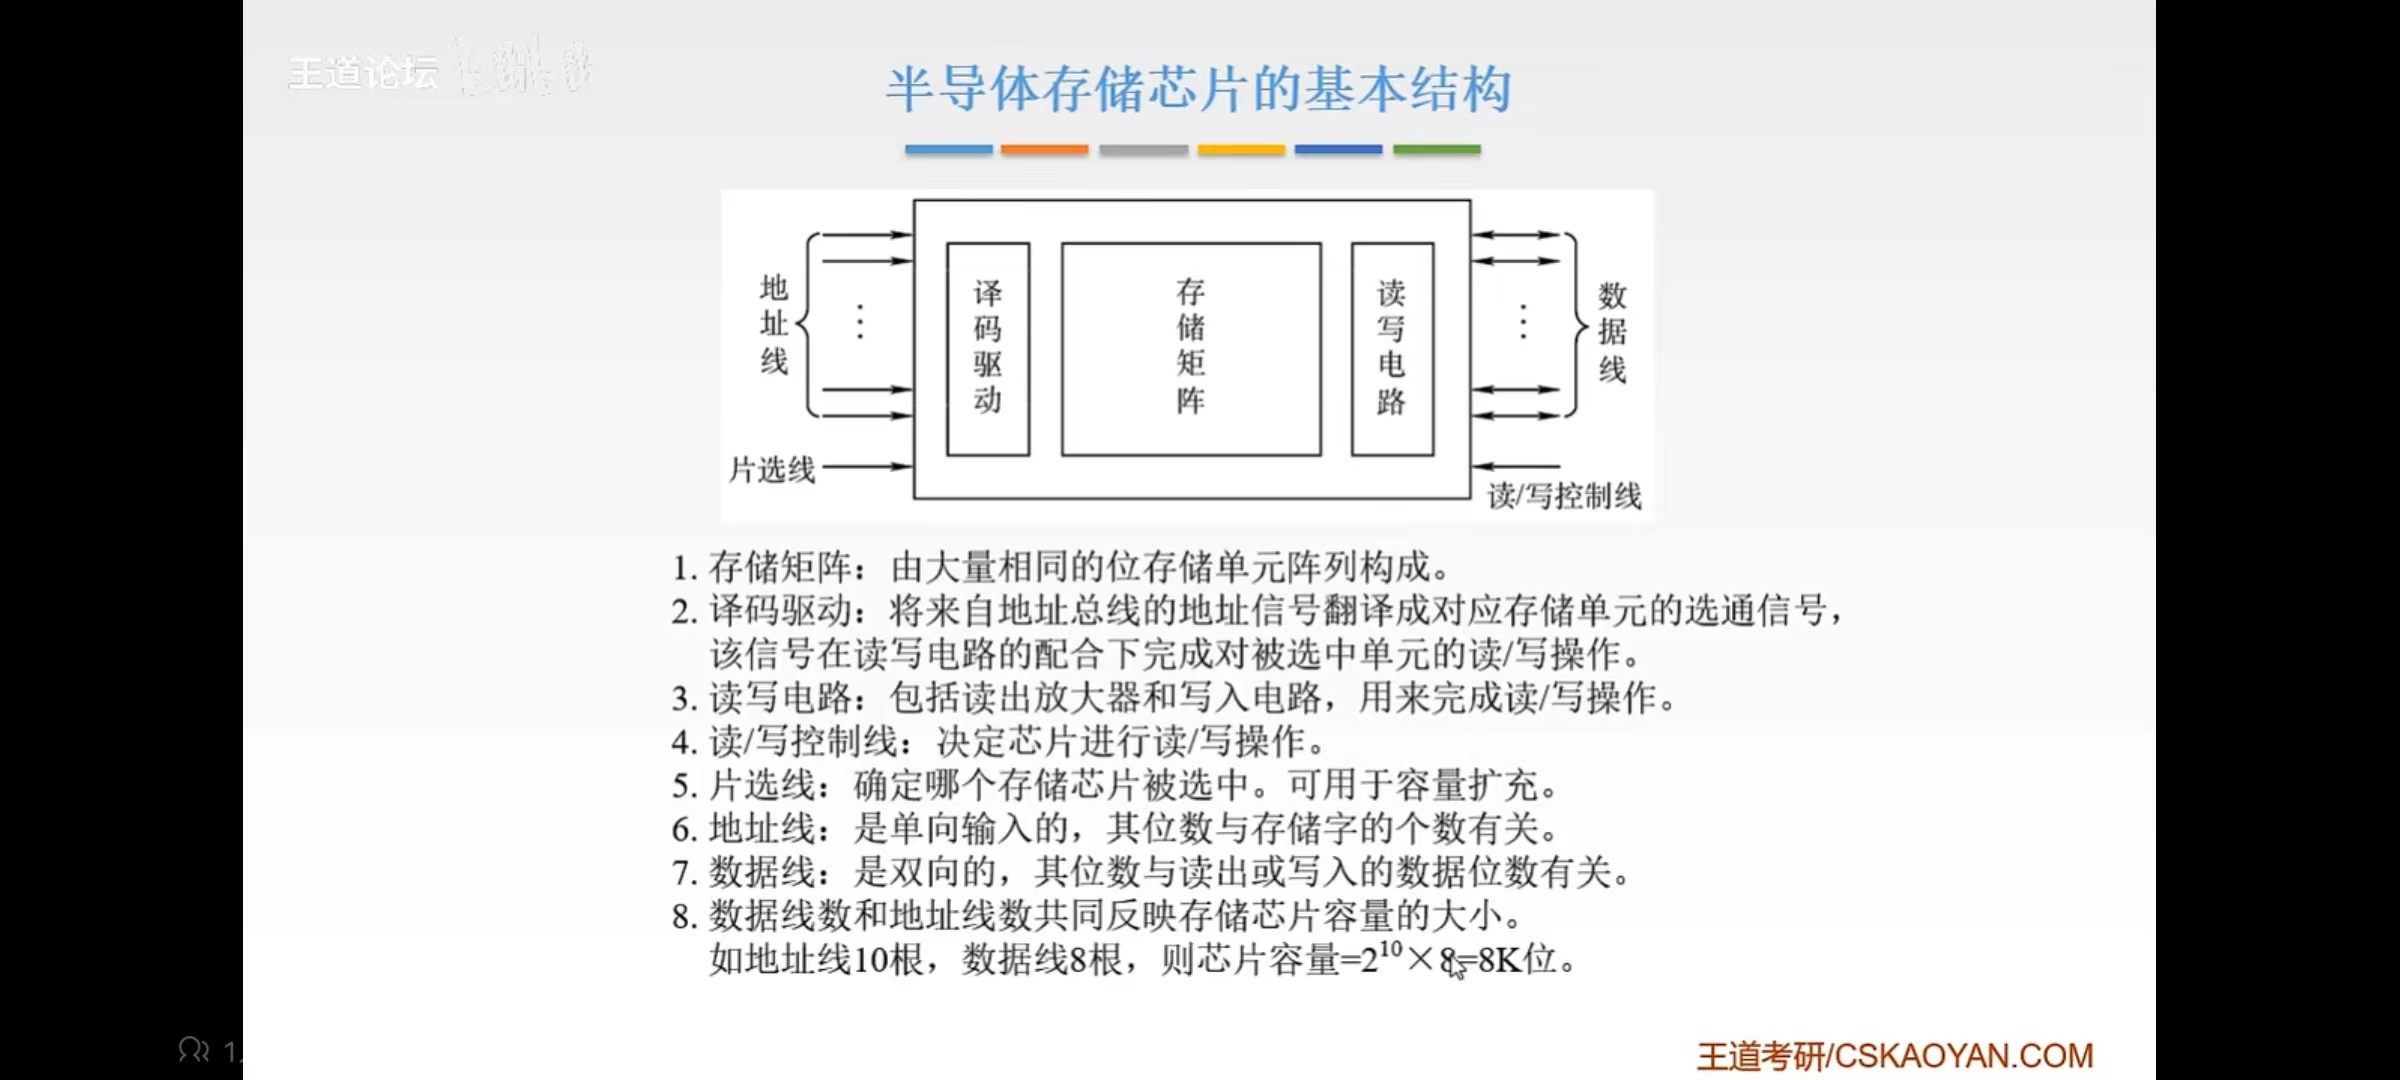 王道论坛
半导体存储芯片的基本结构
地址线
片选线
译码驱动
存储矩阵
读写电路
数据线
读/写控制线
1. 存储矩阵：由大量相同的位存储单元阵列构成。
2. 译码驱动：将来自地址总线的地址信号翻译成对应存储单元的选通信号，
该信号在读写电路的配合下完成对被选中单元的读/写操作。
3. 读写电路：包括读出放大器和写入电路，用来完成读/写操作。
4. 读/写控制线：决定芯片进行读/写操作。
5. 片选线：确定哪个存储芯片被选中。可用于容量扩充。
6. 地址线：是单向输入的，其位数与存储字的个数有关。
7. 数据线：是双向的，其位数与读出或写入的数据位数有关。
8. 数据线数和地址线数共同反映存储芯片容量的大小。
如地址线10根，数据线8根，则芯片容量=2¹⁰×8=8K位。
王道考研/CSKAOYAN.COM